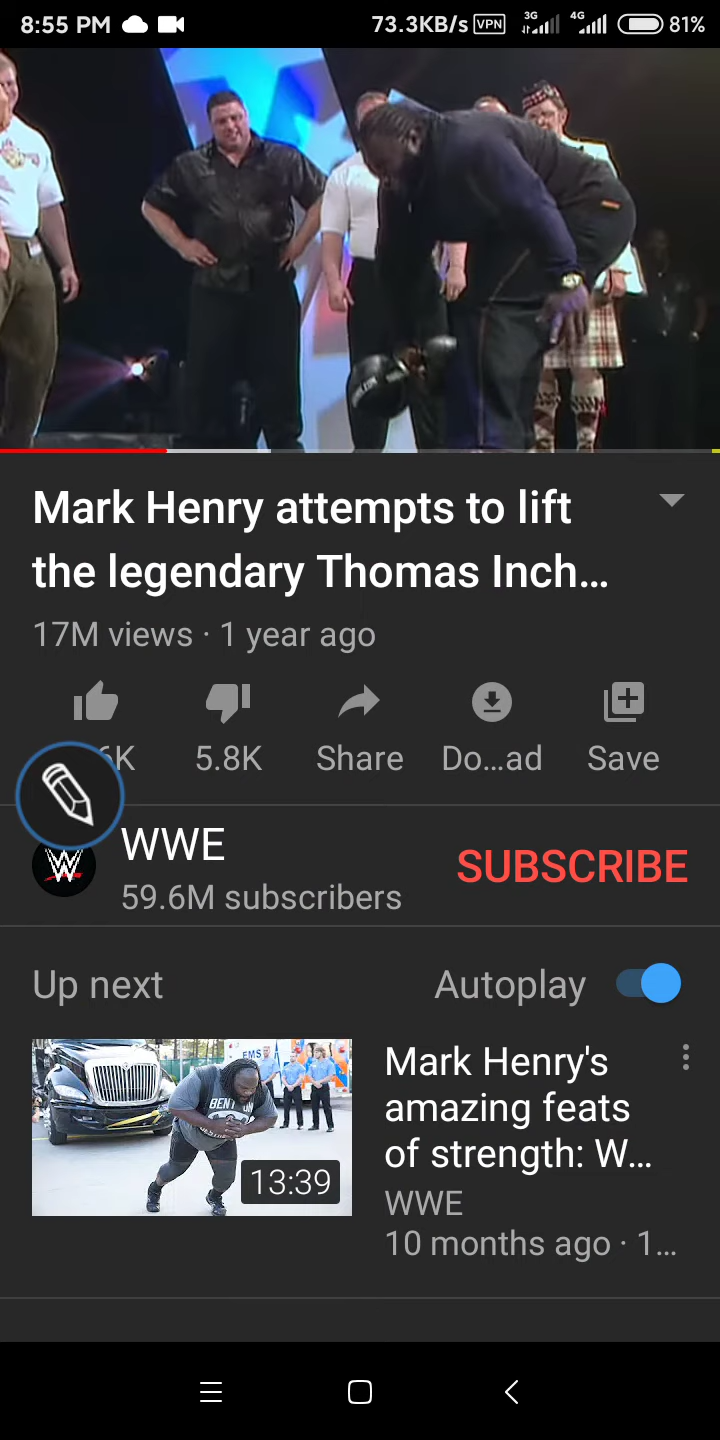 8:55 PM 73.3KB/s VPN 3G 4G 81%
Mark Henry attempts to lift
the legendary Thomas Inch...
17M views · 1 year ago
6K 5.8K Share Do...ad Save
WWE
59.6M subscribers
SUBSCRIBE
Up next Autoplay
EMS
13:39
Mark Henry's
amazing feats
of strength: W...
WWE
10 months ago · 1...